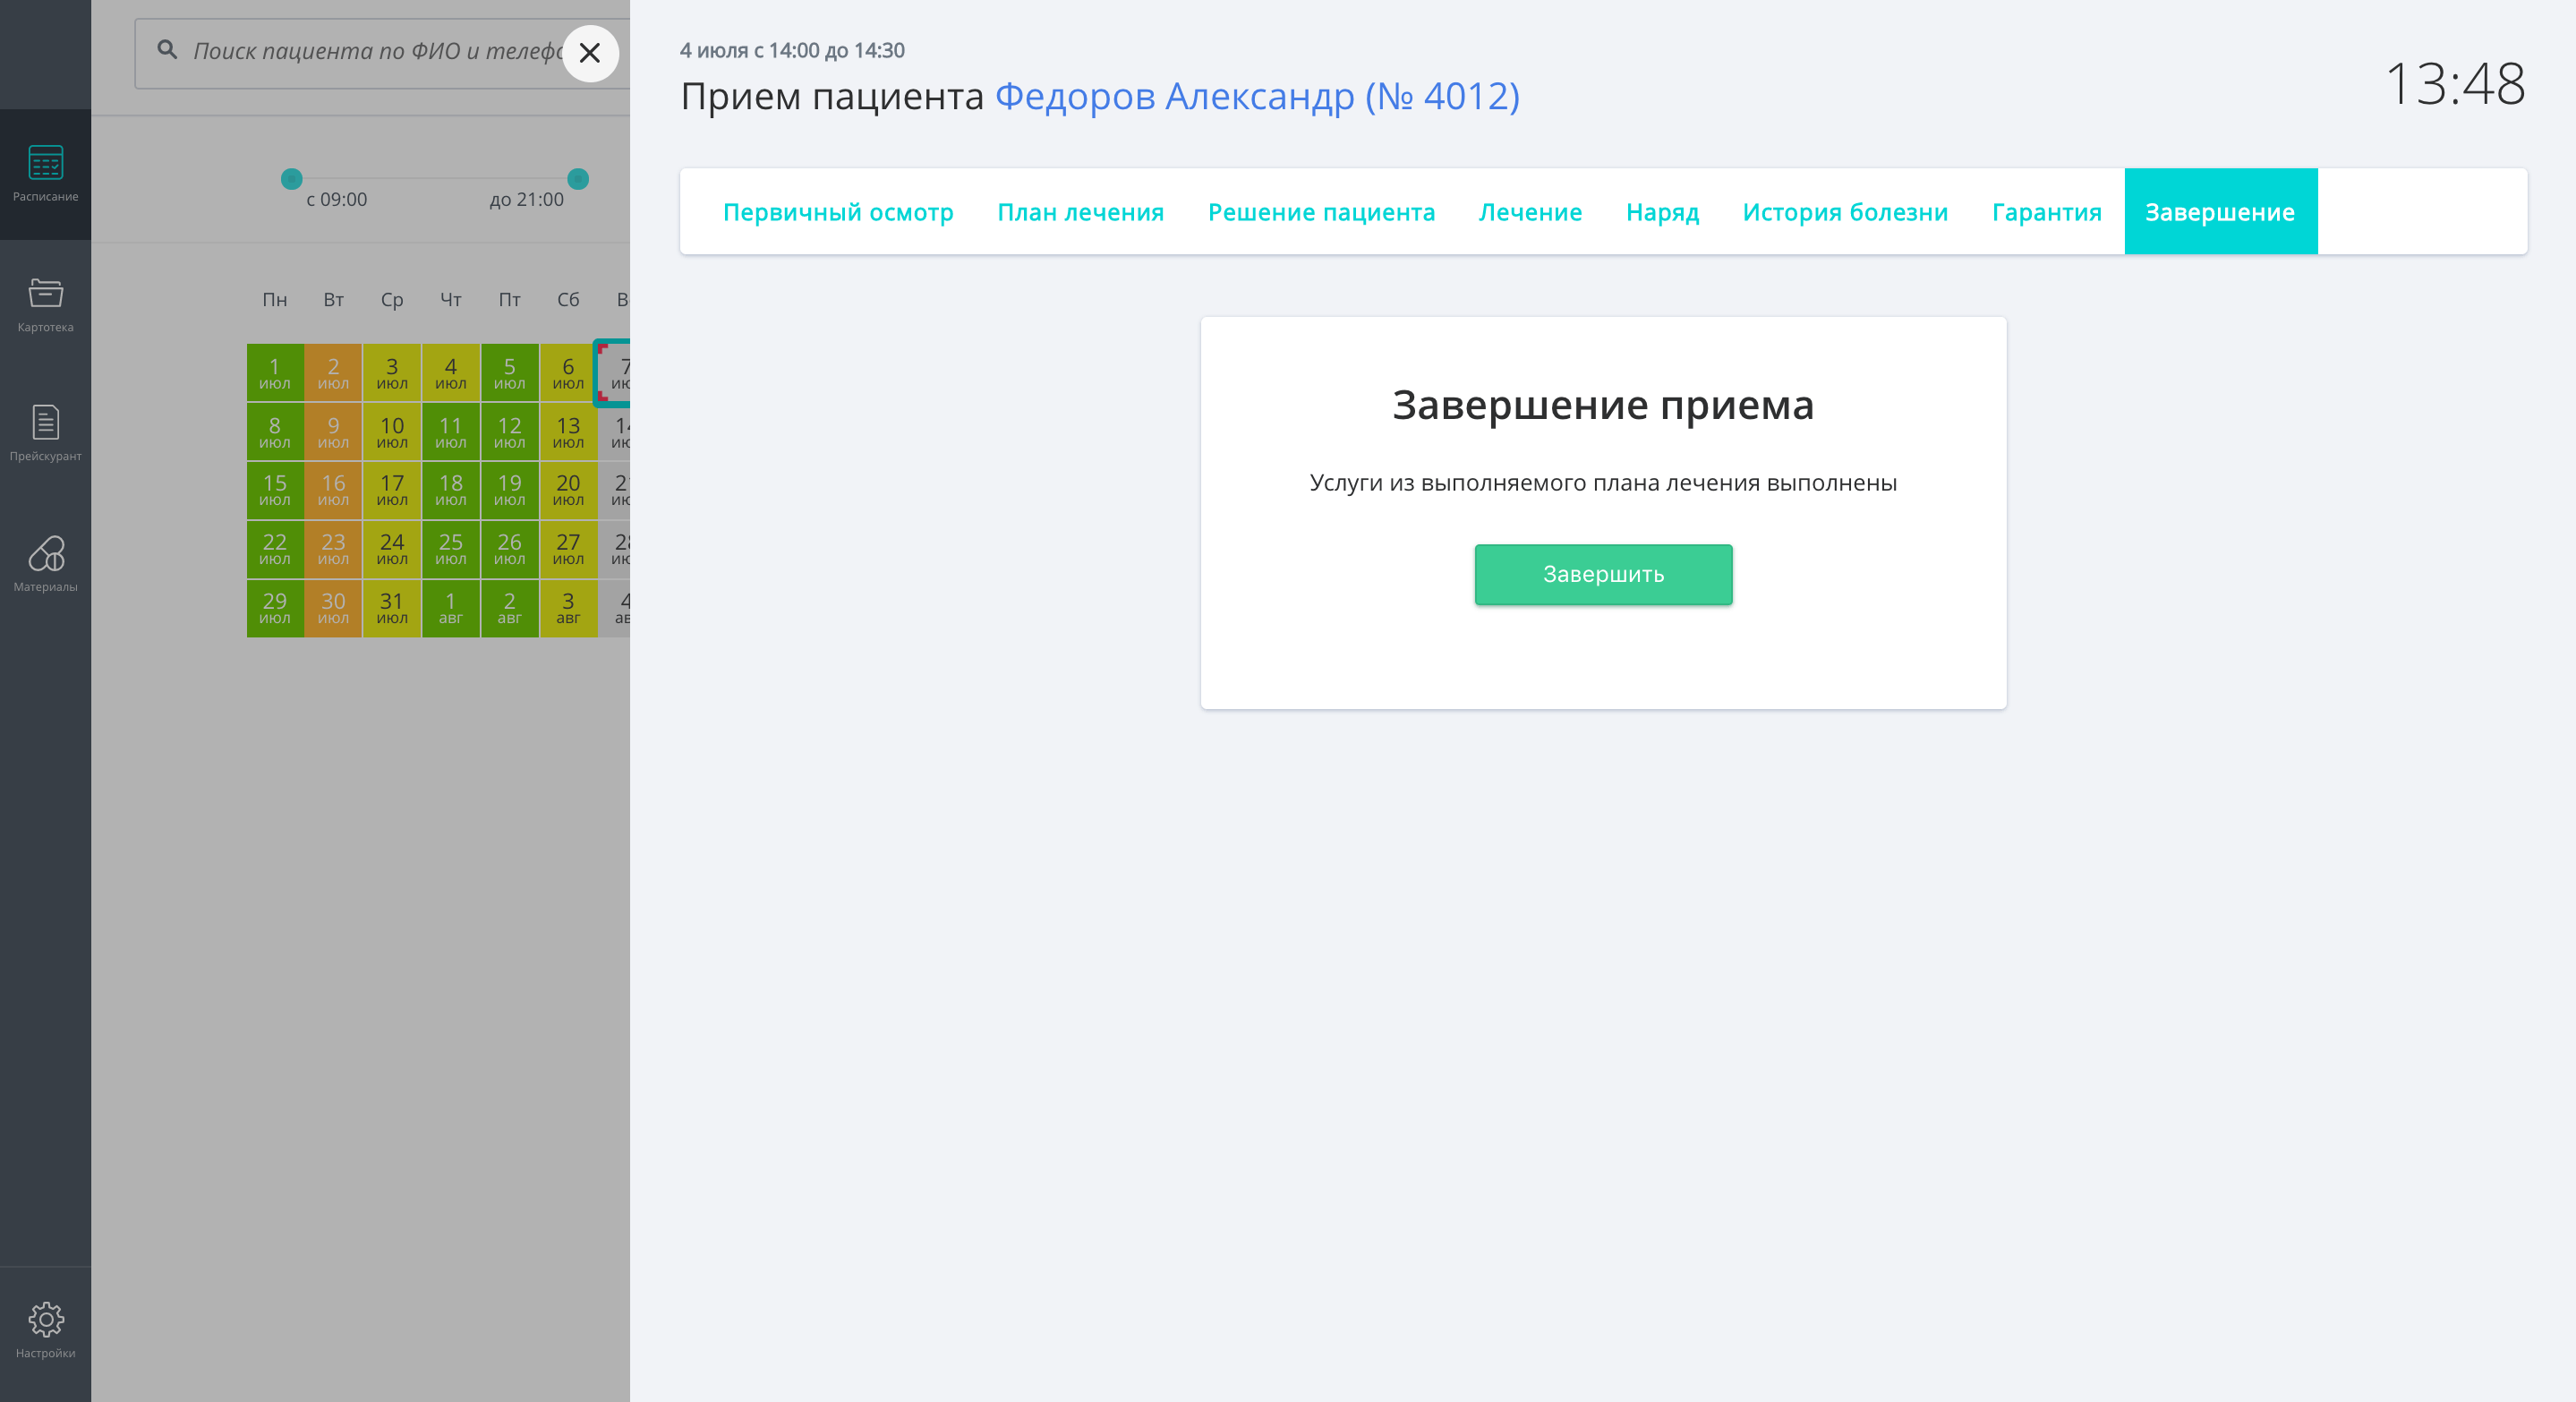 Поиск пациента по ФИО и телефо
4 июля с 14:00 до 14:30
Прием пациента Федоров Александр (№ 4012)
13:48
Расписание
Картотека
Прейскурант
Материалы
Настройки
с 09:00 до 21:00
Пн Вт Ср Чт Пт Сб В
1 2 3 4 5 6 7
июл июл июл июл июл июл ию
8 9 10 11 12 13 14
июл июл июл июл июл июл ию
15 16 17 18 19 20 21
июл июл июл июл июл июл ию
22 23 24 25 26 27 28
июл июл июл июл июл июл ию
29 30 31 1 2 3 4
июл июл июл авг авг авг ав
Первичный осмотр План лечения Решение пациента Лечение Наряд История болезни Гарантия Завершение
Завершение приема
Услуги из выполняемого плана лечения выполнены
Завершить